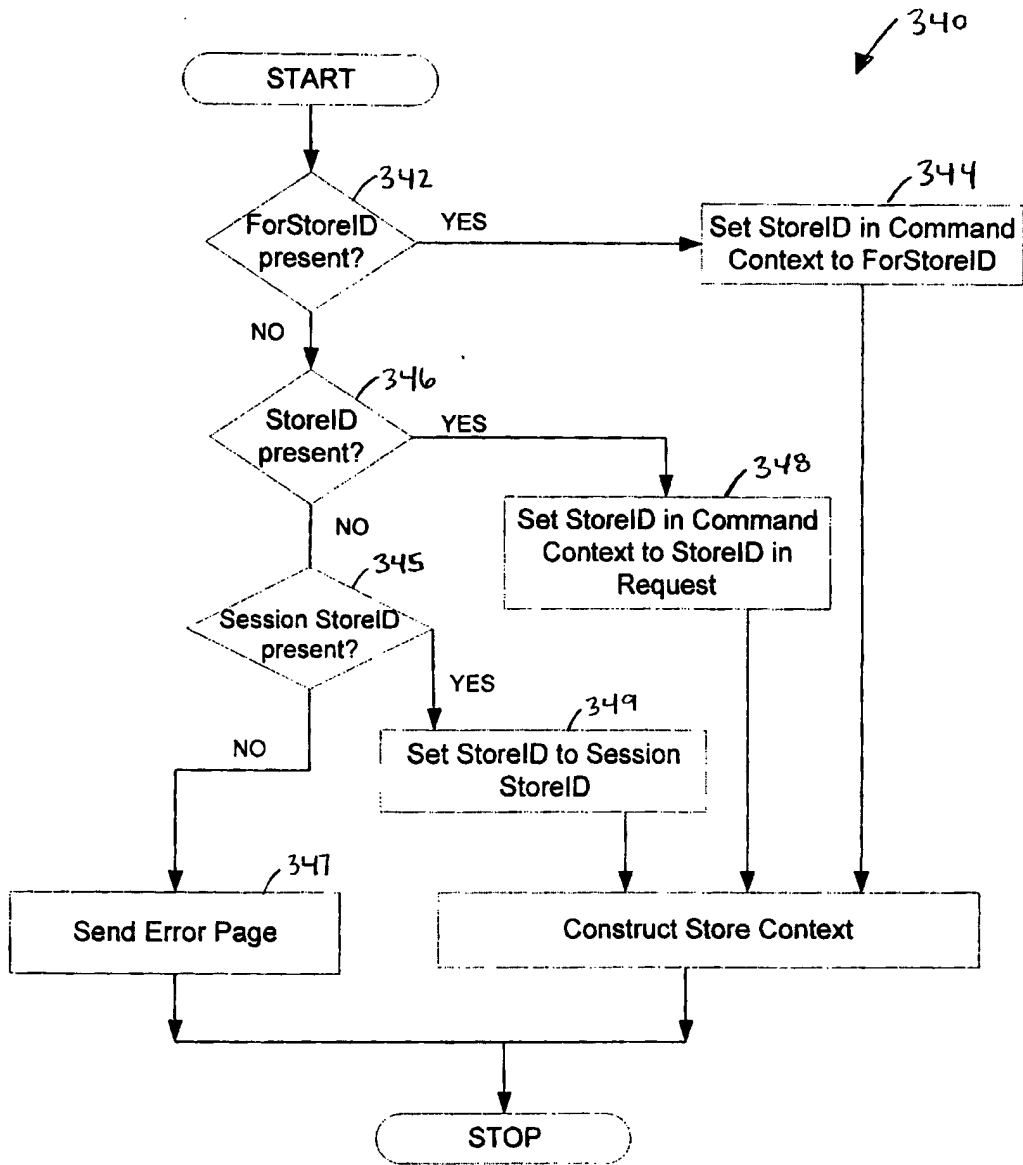 340
START
342
ForStoreID
present?
YES
344
Set StoreID in Command
Context to ForStoreID
NO
346
StoreID
present?
YES
348
Set StoreID in Command
Context to StoreID in
Request
NO
345
Session StoreID
present?
YES
349
Set StoreID to Session
StoreID
NO
347
Send Error Page
Construct Store Context
STOP